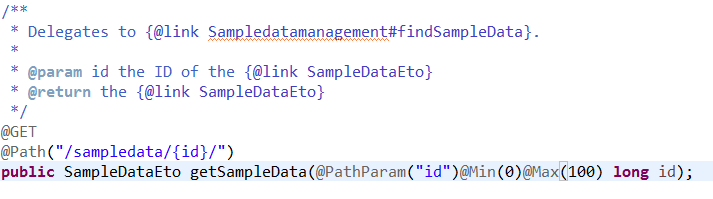 /**
 * Delegates to {@link Sampledatamanagement#findSampleData}.
 *
 * @param id the ID of the {@link SampleDataEto}
 * @return the {@link SampleDataEto}
 */
@GET
@Path("/sampledata/{id}/")
public SampleDataEto getSampleData(@PathParam("id")@Min(0)@Max(100) long id);